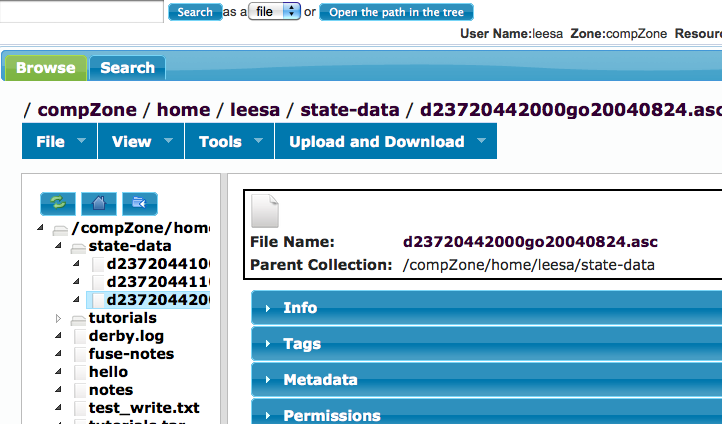 Search as a file or Open the path in the tree
User Name:leesa Zone:compZone Resourc
Browse Search
/ compZone / home / leesa / state-data / d23720442000go20040824.asc
File View Tools Upload and Download
/compZone/hom
state-data
d2372044100
d2372044110
d2372044200
tutorials
derby.log
fuse-notes
hello
notes
test_write.txt
tutorials.tar
File Name: d23720442000go20040824.asc
Parent Collection: /compZone/home/leesa/state-data
Info
Tags
Metadata
Permissions